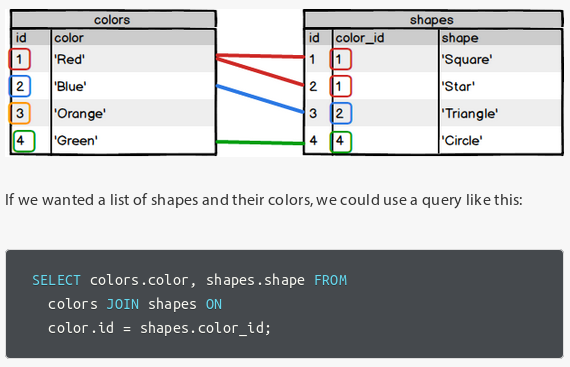 colors shapes
id color id color_id shape
1 'Red' 1 1 'Square'
2 'Blue' 2 1 'Star'
3 'Orange' 3 2 'Triangle'
4 'Green' 4 4 'Circle'
If we wanted a list of shapes and their colors, we could use a query like this:
SELECT colors.color, shapes.shape FROM
colors JOIN shapes ON
color.id = shapes.color_id;